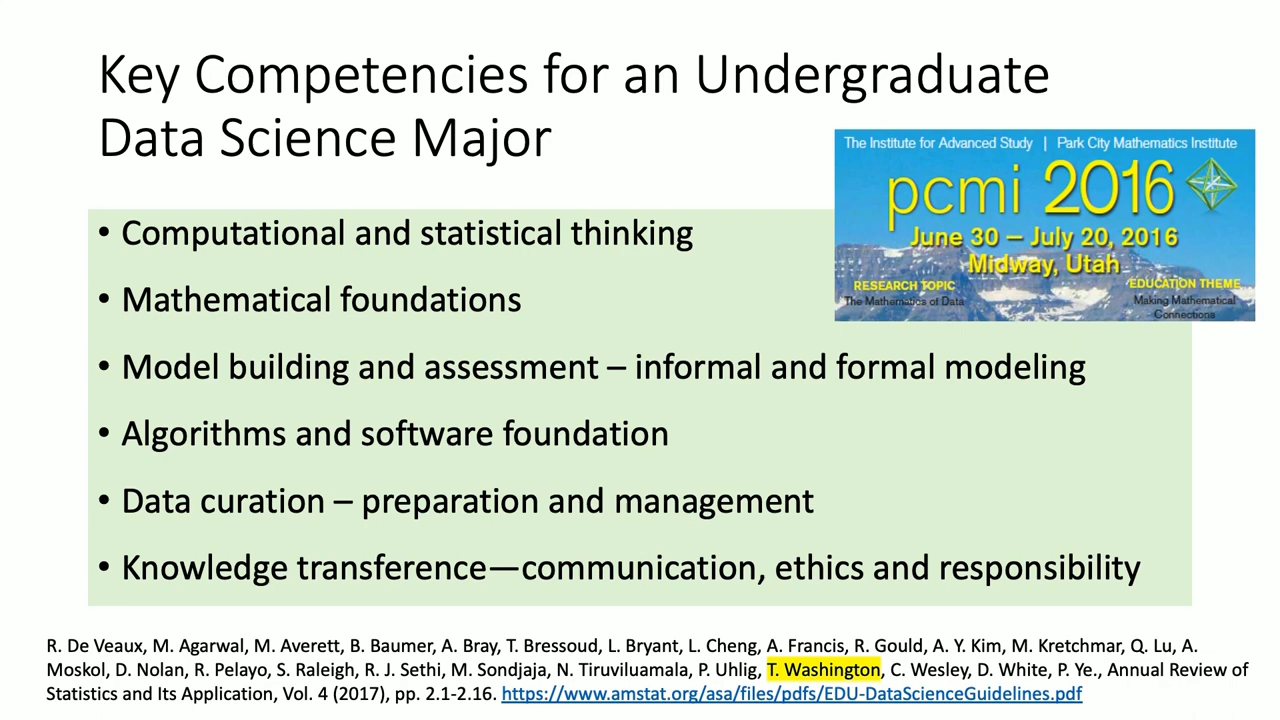 Key Competencies for an Undergraduate
Data Science Major
The Institute for Advanced Study | Park City Mathematics Institute
pcmi 2016
June 30 – July 20, 2016
Midway, Utah
RESEARCH TOPIC
The Mathematics of Data
EDUCATION THEME
Making Mathematical
Connections
• Computational and statistical thinking
• Mathematical foundations
• Model building and assessment – informal and formal modeling
• Algorithms and software foundation
• Data curation – preparation and management
• Knowledge transference—communication, ethics and responsibility
R. De Veaux, M. Agarwal, M. Averett, B. Baumer, A. Bray, T. Bressoud, L. Bryant, L. Cheng, A. Francis, R. Gould, A. Y. Kim, M. Kretchmar, Q. Lu, A.
Moskol, D. Nolan, R. Pelayo, S. Raleigh, R. J. Sethi, M. Sondjaja, N. Tiruviluamala, P. Uhlig, T. Washington, C. Wesley, D. White, P. Ye., Annual Review of
Statistics and Its Application, Vol. 4 (2017), pp. 2.1-2.16. https://www.amstat.org/asa/files/pdfs/EDU-DataScienceGuidelines.pdf